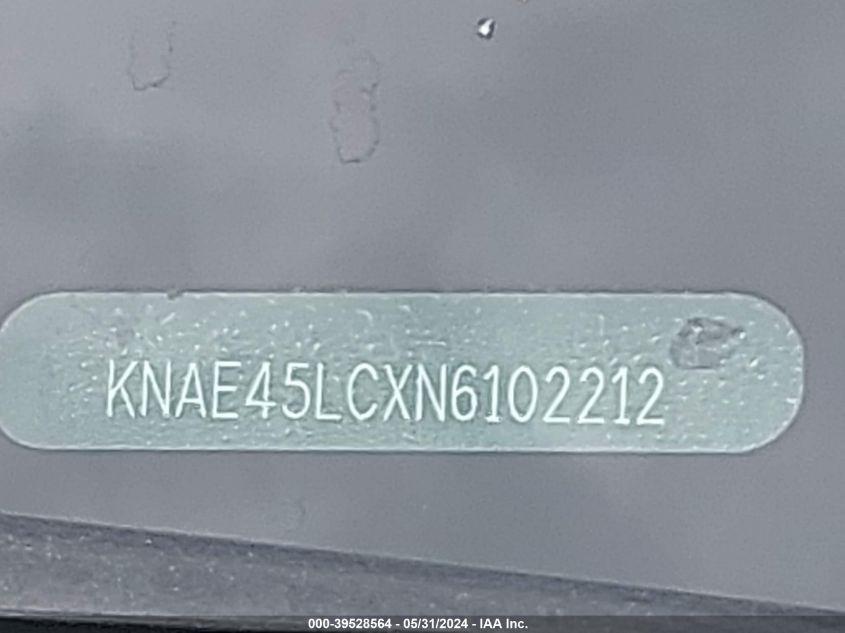 KNAE45LCXN6102212
000-39528564 - 05/31/2024 - IAA Inc.